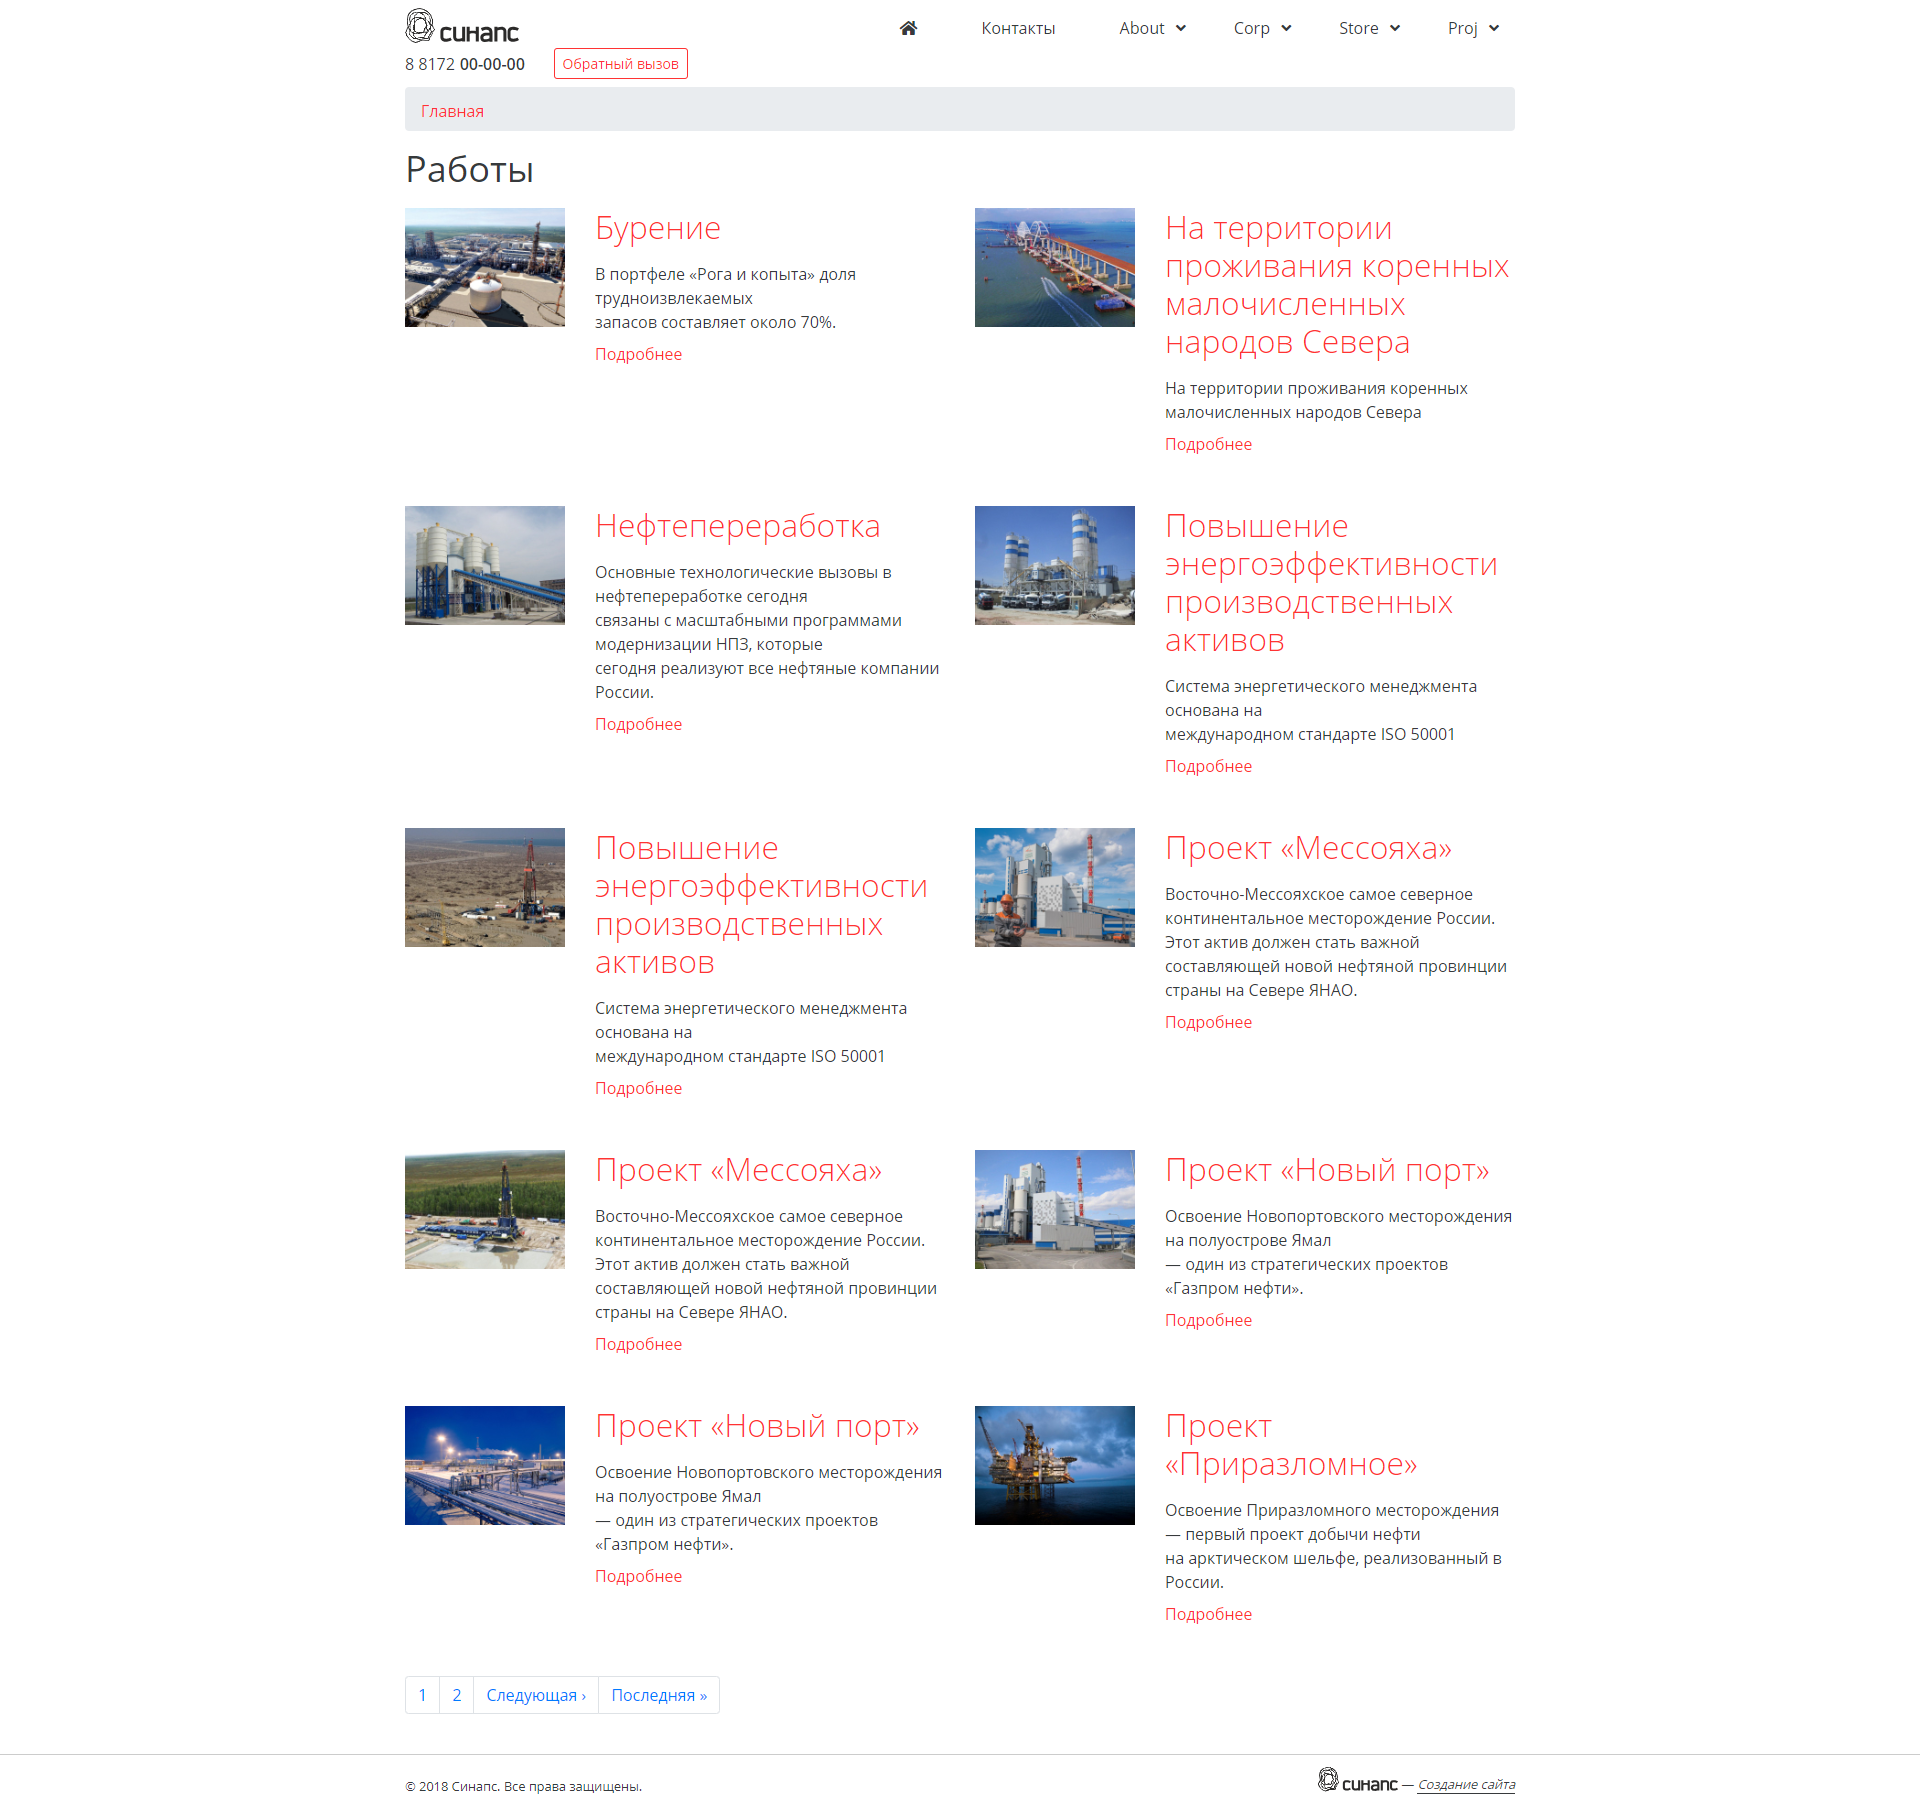 синапс
Контакты
About
Corp
Store
Proj
8 8172 00-00-00
Обратный вызов
Главная
Работы
Бурение
В портфеле «Рога и копыта» доля
трудноизвлекаемых
запасов составляет около 70%.
Подробнее
На территории
проживания коренных
малочисленных
народов Севера
На территории проживания коренных
малочисленных народов Севера
Подробнее
Нефтепереработка
Основные технологические вызовы в
нефтепереработке сегодня
связаны с масштабными программами
модернизации НПЗ, которые
сегодня реализуют все нефтяные компании
России.
Подробнее
Повышение
энергоэффективности
производственных
активов
Система энергетического менеджмента
основана на
международном стандарте ISO 50001
Подробнее
Повышение
энергоэффективности
производственных
активов
Система энергетического менеджмента
основана на
международном стандарте ISO 50001
Подробнее
Проект «Мессояха»
Восточно-Мессояхское самое северное
континентальное месторождение России.
Этот актив должен стать важной
составляющей новой нефтяной провинции
страны на Севере ЯНАО.
Подробнее
Проект «Мессояха»
Восточно-Мессояхское самое северное
континентальное месторождение России.
Этот актив должен стать важной
составляющей новой нефтяной провинции
страны на Севере ЯНАО.
Подробнее
Проект «Новый порт»
Освоение Новопортовского месторождения
на полуострове Ямал
— один из стратегических проектов
«Газпром нефти».
Подробнее
Проект «Новый порт»
Освоение Новопортовского месторождения
на полуострове Ямал
— один из стратегических проектов
«Газпром нефти».
Подробнее
Проект
«Приразломное»
Освоение Приразломного месторождения
— первый проект добычи нефти
на арктическом шельфе, реализованный в
России.
Подробнее
1 2 Следующая › Последняя »
© 2018 Синапс. Все права защищены.
синапс — Создание сайта